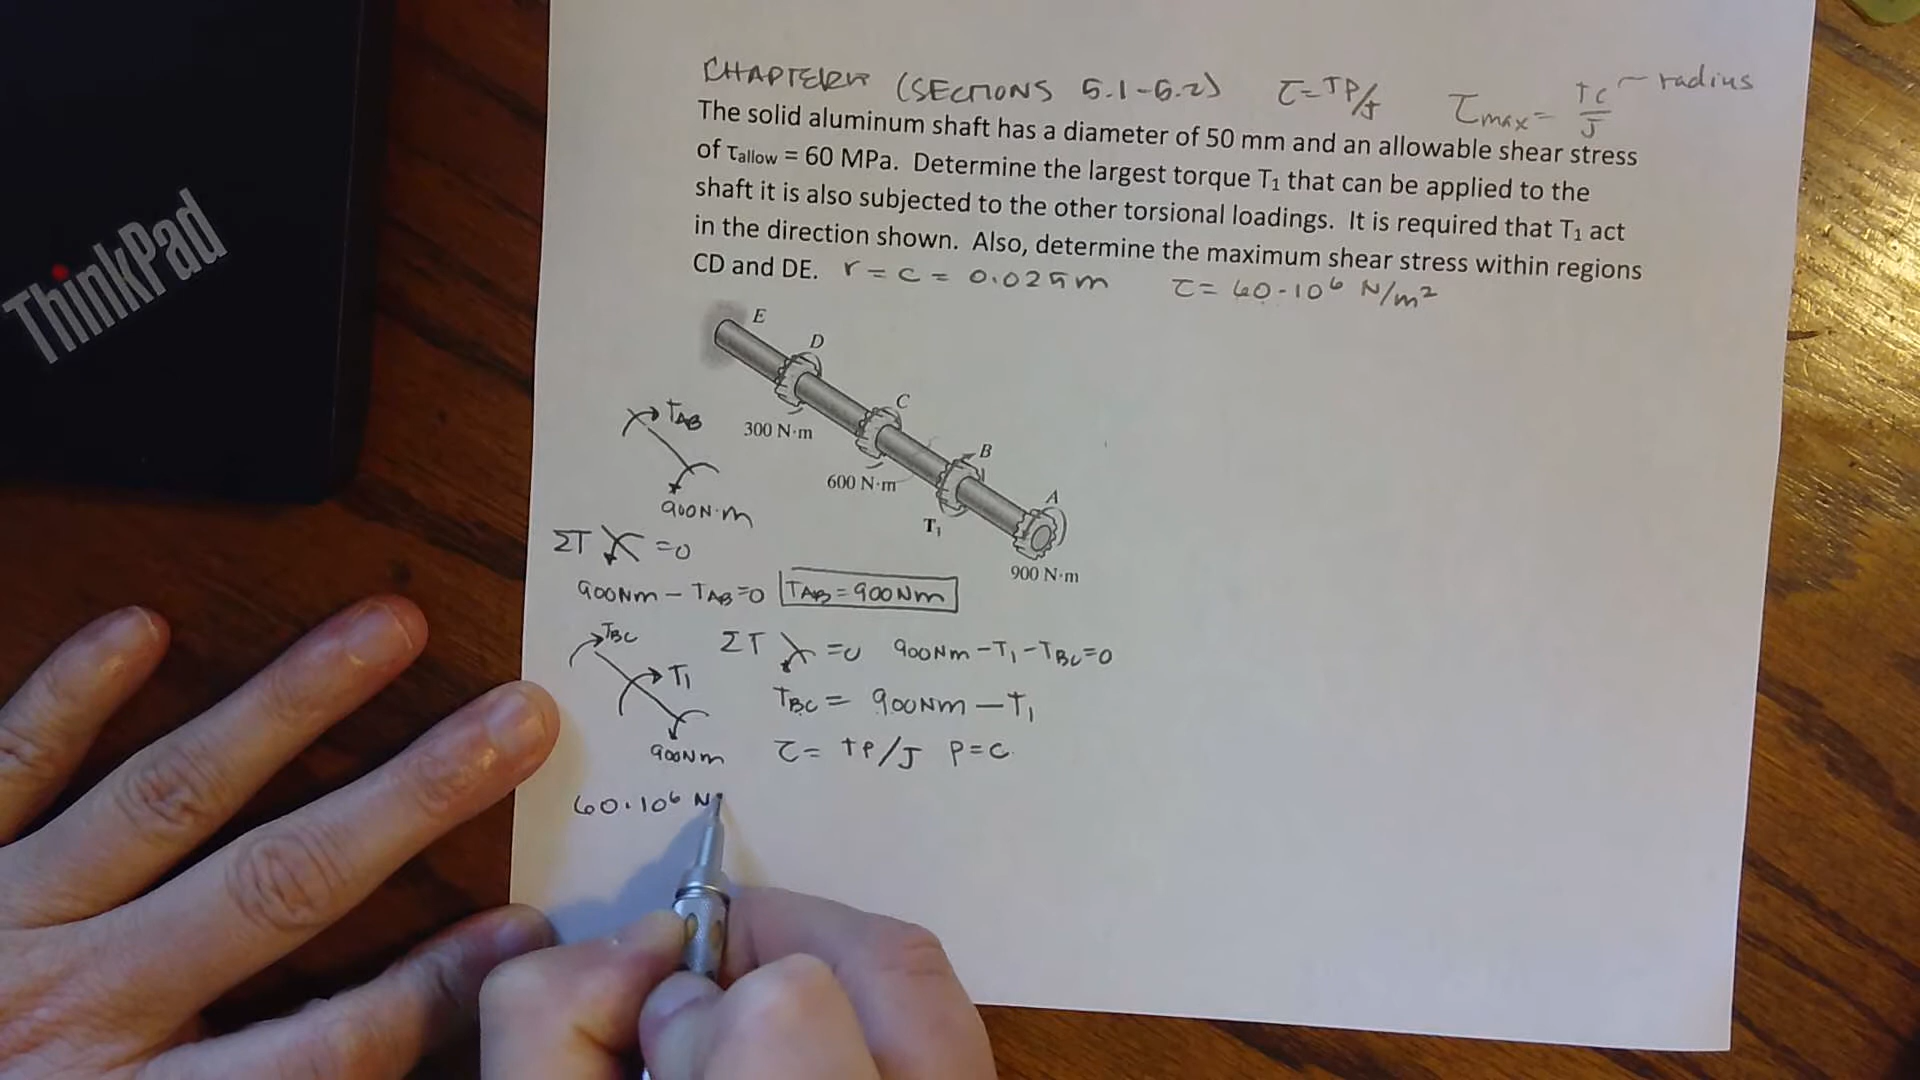 ThinkPad
CHAPTER (SECTIONS 5.1-5.2) τ=Tρ/J τmax = Tc/J ~ radius
The solid aluminum shaft has a diameter of 50 mm and an allowable shear stress
of τallow = 60 MPa. Determine the largest torque T1 that can be applied to the
shaft it is also subjected to the other torsional loadings. It is required that T1 act
in the direction shown. Also, determine the maximum shear stress within regions
CD and DE. r = c = 0.025m τ = 60·10⁶ N/m²
E
D
C
B
A
300 N·m
600 N·m
T1
900 N·m
TAB
900N·m
ΣT =0
900Nm - TAB=0 TAB=900Nm
TBC
T1
900Nm
ΣT =0 900Nm-T1-TBC=0
TBC = 900Nm - T1
τ = Tρ/J ρ=c
60·10⁶ N